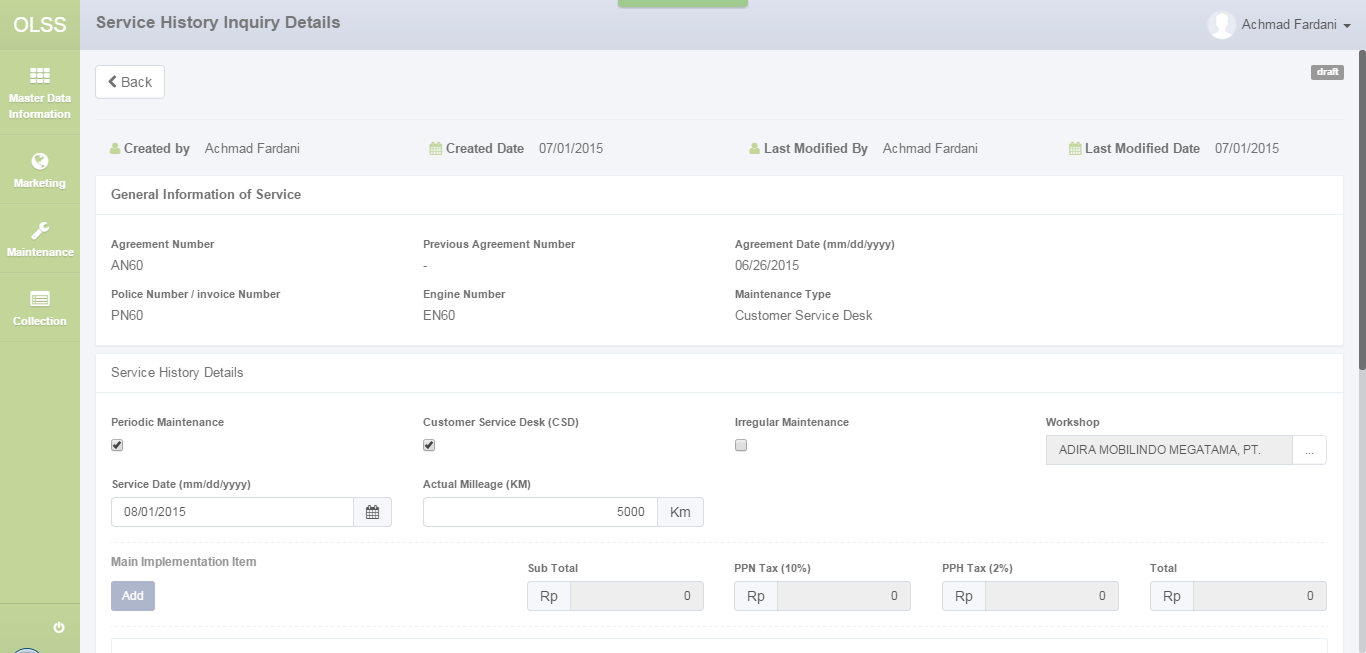 OLSS
Service History Inquiry Details
Achmad Fardani
Master Data
Information
Marketing
Maintenance
Collection
Back
draft
Created by Achmad Fardani Created Date 07/01/2015 Last Modified By Achmad Fardani Last Modified Date 07/01/2015
General Information of Service
Agreement Number Previous Agreement Number Agreement Date (mm/dd/yyyy)
AN60 - 06/26/2015
Police Number / invoice Number Engine Number Maintenance Type
PN60 EN60 Customer Service Desk
Service History Details
Periodic Maintenance Customer Service Desk (CSD) Irregular Maintenance Workshop
ADIRA MOBILINDO MEGATAMA, PT. ...
Service Date (mm/dd/yyyy) Actual Milleage (KM)
08/01/2015 5000 Km
Main Implementation Item Sub Total PPN Tax (10%) PPH Tax (2%) Total
Add Rp 0 Rp 0 Rp 0 Rp 0